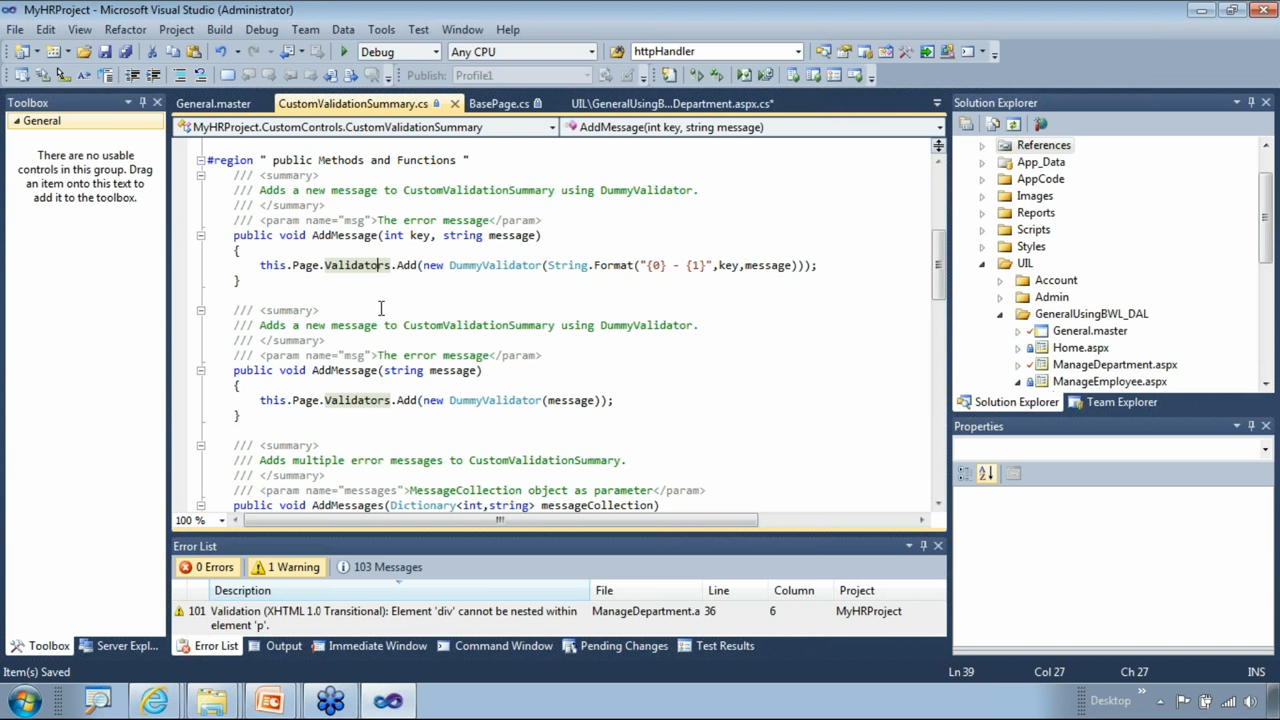 MyHRProject - Microsoft Visual Studio (Administrator)
File Edit View Refactor Project Build Debug Team Data Tools Test Window Help
Debug Any CPU httpHandler
Publish: Profile1
Toolbox
General
There are no usable
controls in this group. Drag
an item onto this text to
add it to the toolbox.
General.master CustomValidationSummary.cs BasePage.cs UIL\GeneralUsingB...Department.aspx.cs*
MyHRProject.CustomControls.CustomValidationSummary AddMessage(int key, string message)
#region " public Methods and Functions "
/// <summary>
/// Adds a new message to CustomValidationSummary using DummyValidator.
/// </summary>
/// <param name="msg">The error message</param>
public void AddMessage(int key, string message)
{
this.Page.Validators.Add(new DummyValidator(String.Format("{0} - {1}",key,message)));
}
/// <summary>
/// Adds a new message to CustomValidationSummary using DummyValidator.
/// </summary>
/// <param name="msg">The error message</param>
public void AddMessage(string message)
{
this.Page.Validators.Add(new DummyValidator(message));
}
/// <summary>
/// Adds multiple error messages to CustomValidationSummary.
/// </summary>
/// <param name="messages">MessageCollection object as parameter</param>
public void AddMessages(Dictionary<int,string> messageCollection)
100 %
Solution Explorer
References
App_Data
AppCode
Images
Reports
Scripts
Styles
UIL
Account
Admin
GeneralUsingBWL_DAL
General.master
Home.aspx
ManageDepartment.aspx
ManageEmployee.aspx
Solution Explorer Team Explorer
Properties
Error List
0 Errors 1 Warning 103 Messages
Description File Line Column Project
101 Validation (XHTML 1.0 Transitional): Element 'div' cannot be nested within ManageDepartment.a 36 6 MyHRProject
element 'p'.
Toolbox Server Expl... Error List Output Immediate Window Command Window Pending Changes Test Results
Item(s) Saved Ln 39 Col 27 Ch 27 INS
Desktop